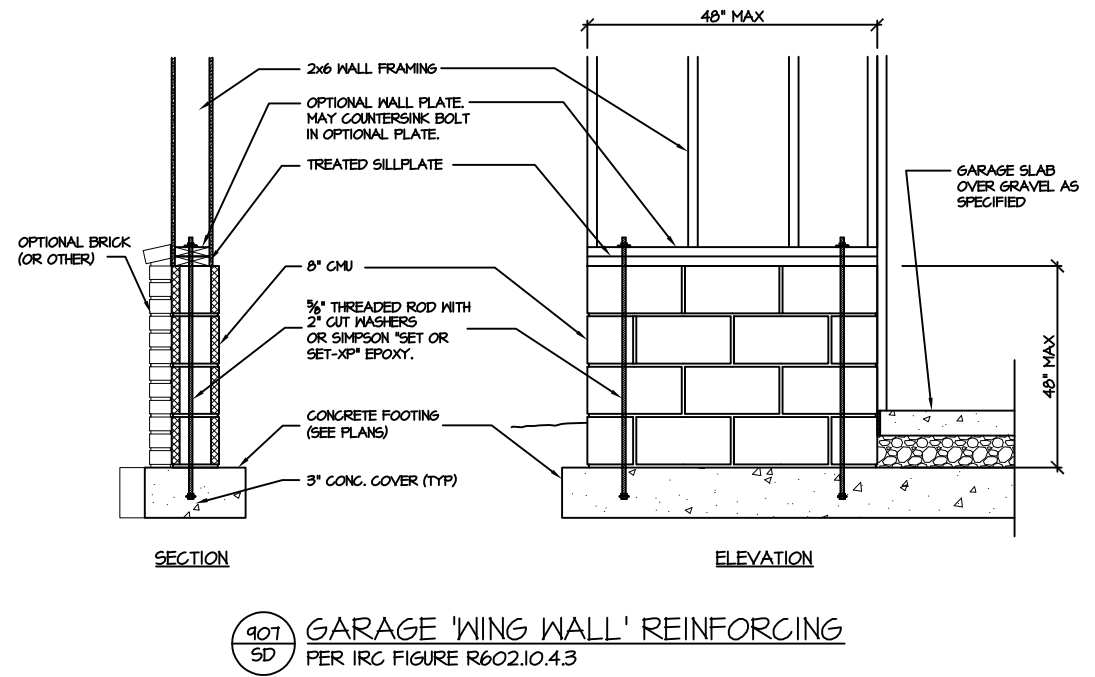 48" MAX
2x6 WALL FRAMING
OPTIONAL WALL PLATE.
MAY COUNTERSINK BOLT
IN OPTIONAL PLATE.
TREATED SILLPLATE
GARAGE SLAB
OVER GRAVEL AS
SPECIFIED
OPTIONAL BRICK
(OR OTHER)
8" CMU
⅝" THREADED ROD WITH
2" CUT WASHERS
OR SIMPSON "SET OR
SET-XP" EPOXY.
48" MAX
CONCRETE FOOTING
(SEE PLANS)
3" CONC. COVER (TYP)
SECTION
ELEVATION
907
SD
GARAGE 'WING WALL' REINFORCING
PER IRC FIGURE R602.10.4.3